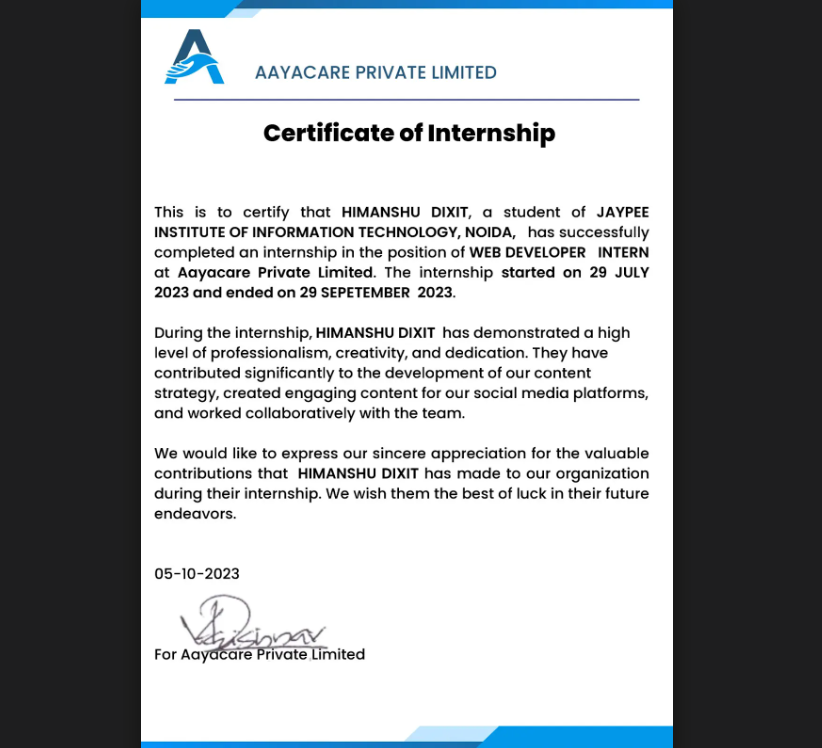 AAYACARE PRIVATE LIMITED
Certificate of Internship
This is to certify that HIMANSHU DIXIT, a student of JAYPEE
INSTITUTE OF INFORMATION TECHNOLOGY, NOIDA, has successfully
completed an internship in the position of WEB DEVELOPER INTERN
at Aayacare Private Limited. The internship started on 29 JULY
2023 and ended on 29 SEPETEMBER 2023.
During the internship, HIMANSHU DIXIT has demonstrated a high
level of professionalism, creativity, and dedication. They have
contributed significantly to the development of our content
strategy, created engaging content for our social media platforms,
and worked collaboratively with the team.
We would like to express our sincere appreciation for the valuable
contributions that HIMANSHU DIXIT has made to our organization
during their internship. We wish them the best of luck in their future
endeavors.
05-10-2023
For Aayacare Private Limited